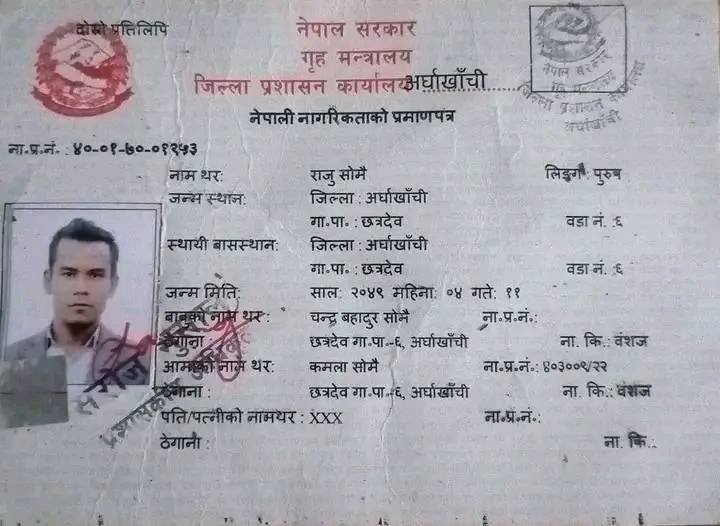 दोस्रो प्रतिलिपि
नेपाल सरकार
गृह मन्त्रालय
जिल्ला प्रशासन कार्यालय अर्घाखाँची
नेपाल सरकार
गृह मन्त्रालय
जिल्ला प्रशासन कार्यालय
अर्घाखाँची
नेपाली नागरिकताको प्रमाणपत्र
ना.प्र.नं. : ४०-०१-७०-०१२५३
नाम थर: राजु सोमै लिङ्ग: पुरुष
जन्म स्थान: जिल्ला : अर्घाखाँची
गा.पा. : छत्रदेव वडा नं. : ६
स्थायी बासस्थान: जिल्ला : अर्घाखाँची
गा.पा. : छत्रदेव वडा नं. : ६
जन्म मिति: साल: २०४९ महिना: ०४ गते: ११
बाबुको नाम थर : चन्द्र बहादुर सोमै ना.प्र.नं.:
ठेगाना : छत्रदेव गा.पा.-६, अर्घाखाँची ना. कि.: वंशज
आमाको नाम थर: कमला सोमै ना.प्र.नं.: ४०३००९/२२
ठेगाना : छत्रदेव गा.पा.-६, अर्घाखाँची ना. कि.: वंशज
पति/पत्नीको नामथर : XXX ना.प्र.नं.:
ठेगाना : ना. कि.: